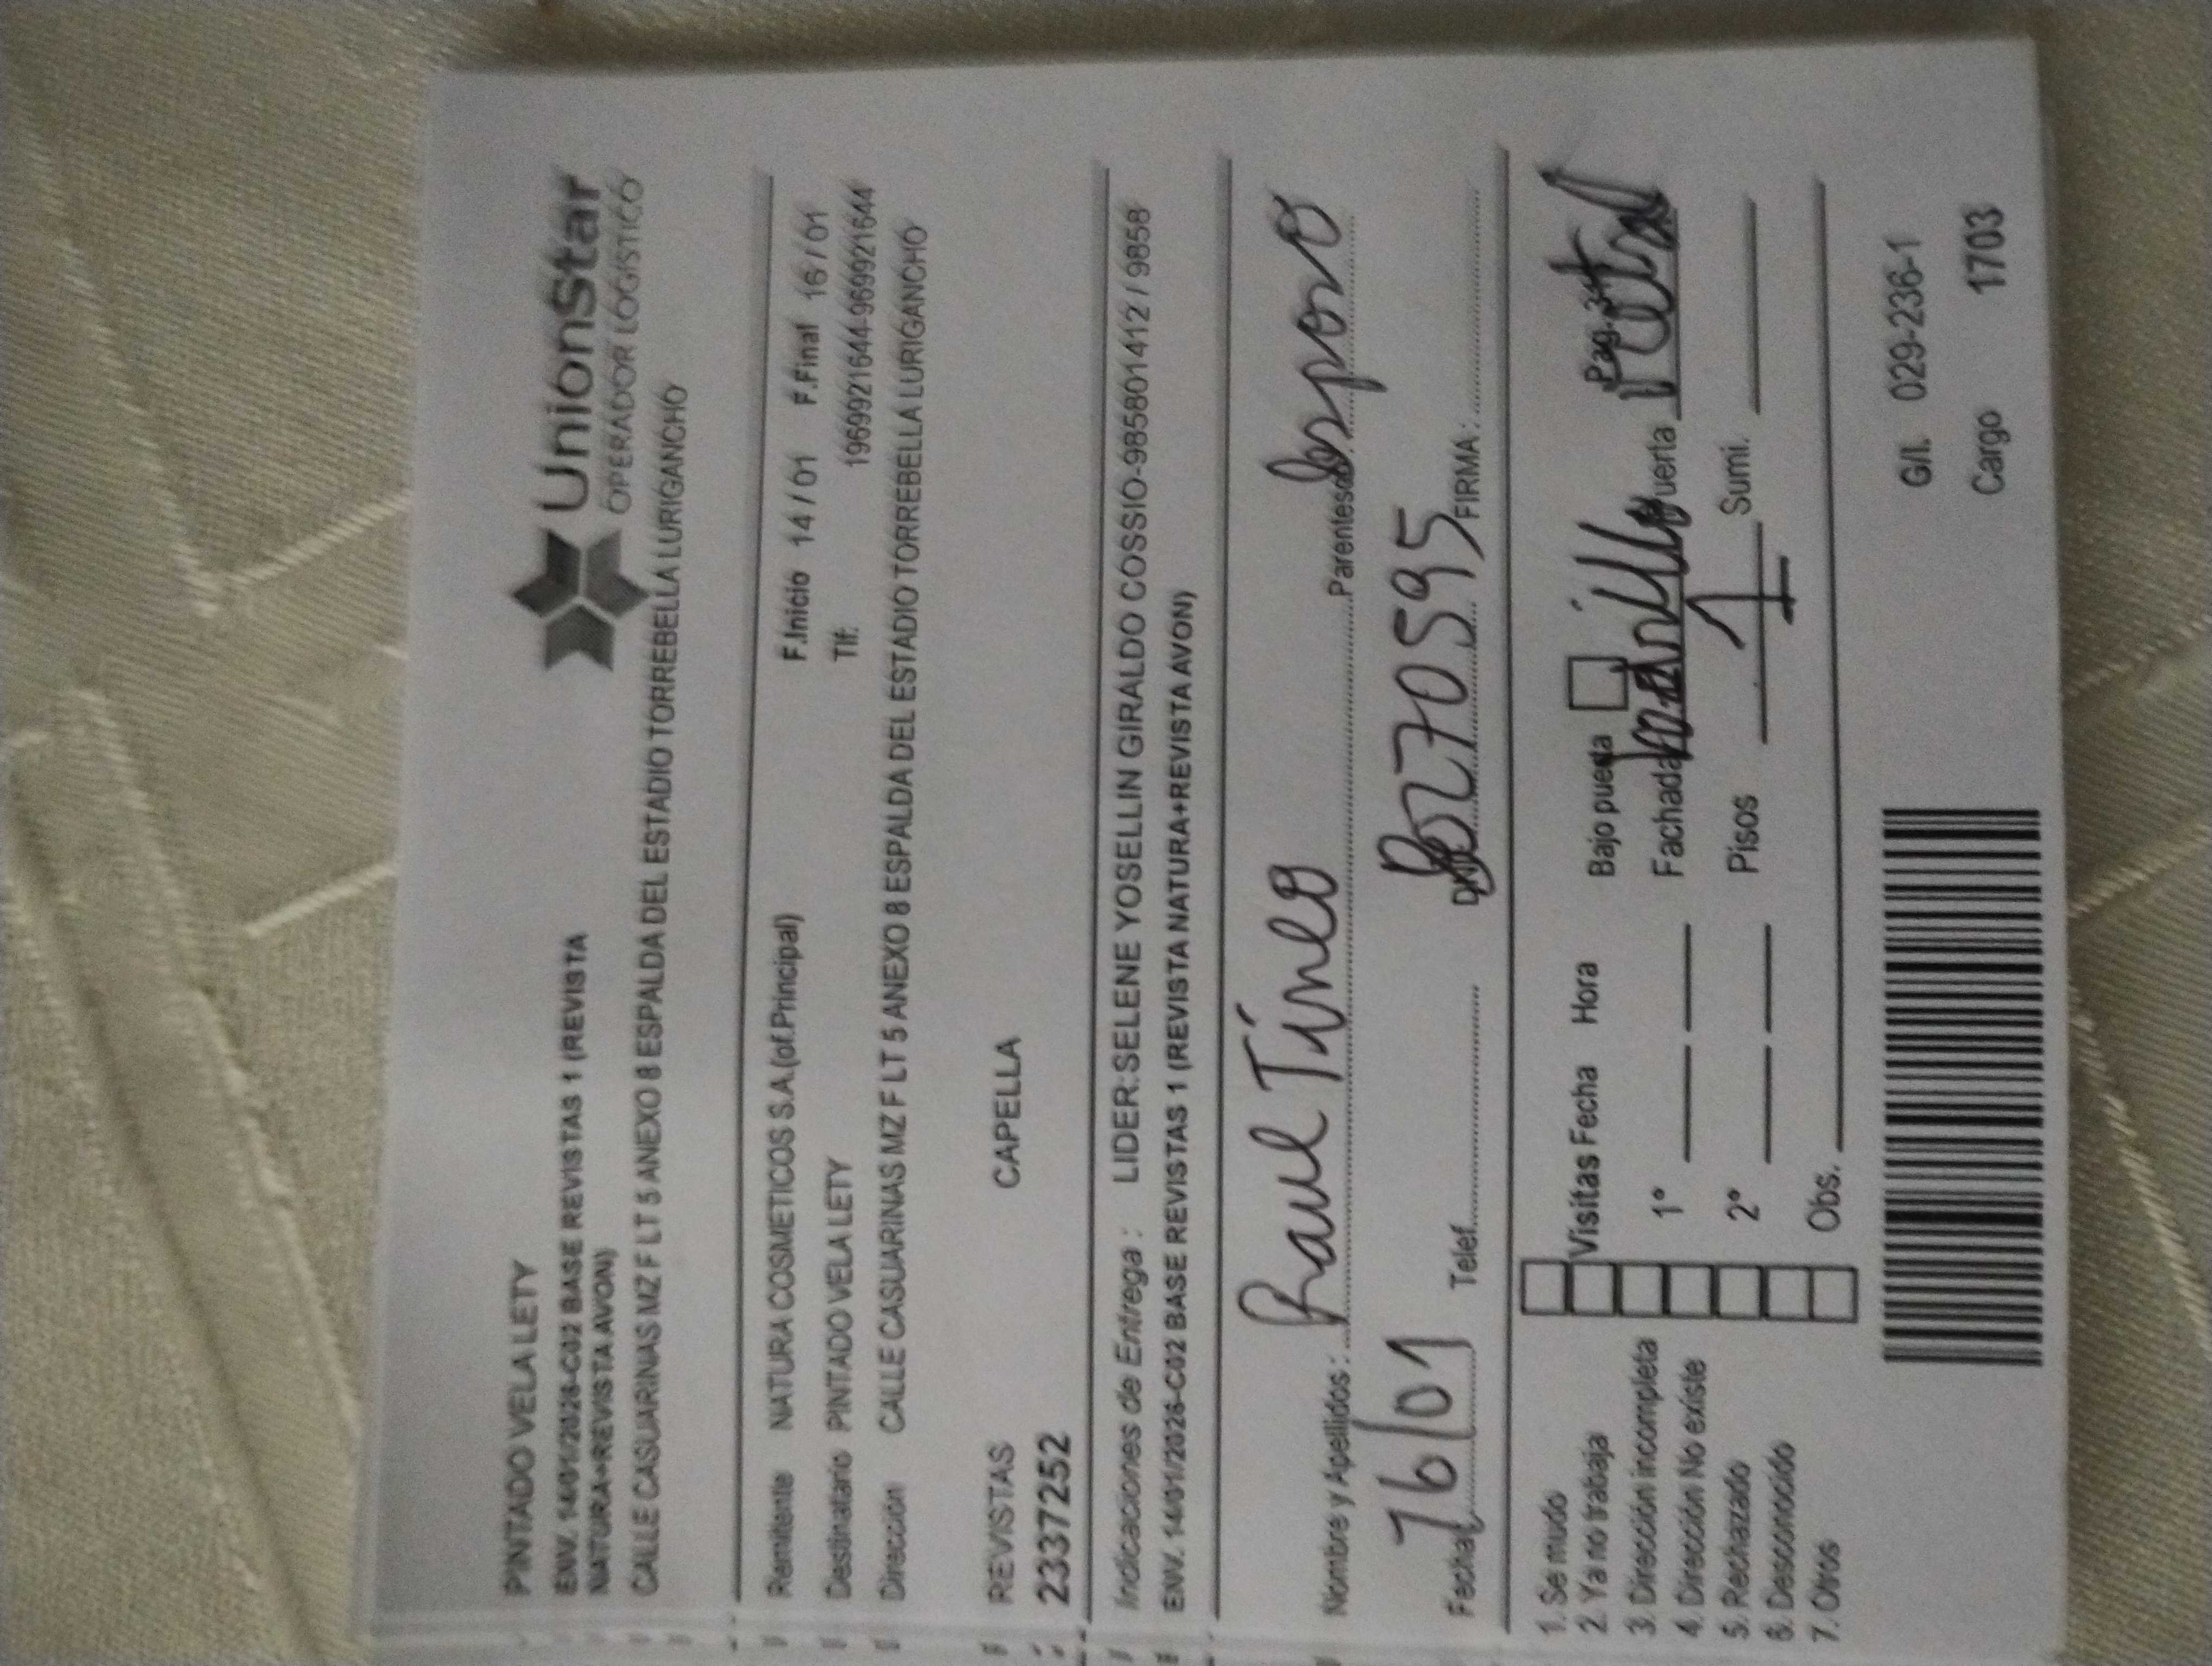 UnionStar
OPERADOR LOGISTICO
PINTADO VELA LETY
ENV. 14/01/2026-C02 BASE REVISTAS 1 (REVISTA
NATURA+REVISTA AVON)
CALLE CASUARINAS MZ F LT 5 ANEXO 8 ESPALDA DEL ESTADIO TORREBELLA LURIGANCHO
Remitente NATURA COSMETICOS S.A.(of.Principal) F.Inicio 14 / 01 F.Final 16 / 01
Destinatario PINTADO VELA LETY Tlf: 1969921644-969921644
Dirección CALLE CASUARINAS MZ F LT 5 ANEXO 8 ESPALDA DEL ESTADIO TORREBELLA LURIGANCHO
REVISTAS CAPELLA
23372252
Indicaciones de Entrega : LIDER:SELENE YOSELLIN GIRALDO COSSIO-985801412 / 9858
ENV. 14/01/2026-C02 BASE REVISTAS 1 (REVISTA NATURA+REVISTA AVON)
Nombre y Apellidos: Raul Tineo Parentesco Esposo
Fecha 16/01 Telef. DNI 80270595 FIRMA:
1. Se mudo
2. Ya no trabaja Visitas Fecha Hora Bajo puerta Pag.
3. Dirección incompleta 1° Fachada Puerta
4. Dirección No existe
5. Rechazado 2° Pisos 1 Sumi.
6. Desconocido
7. Otros Obs.
G/I. 029-236-1
Cargo 1703